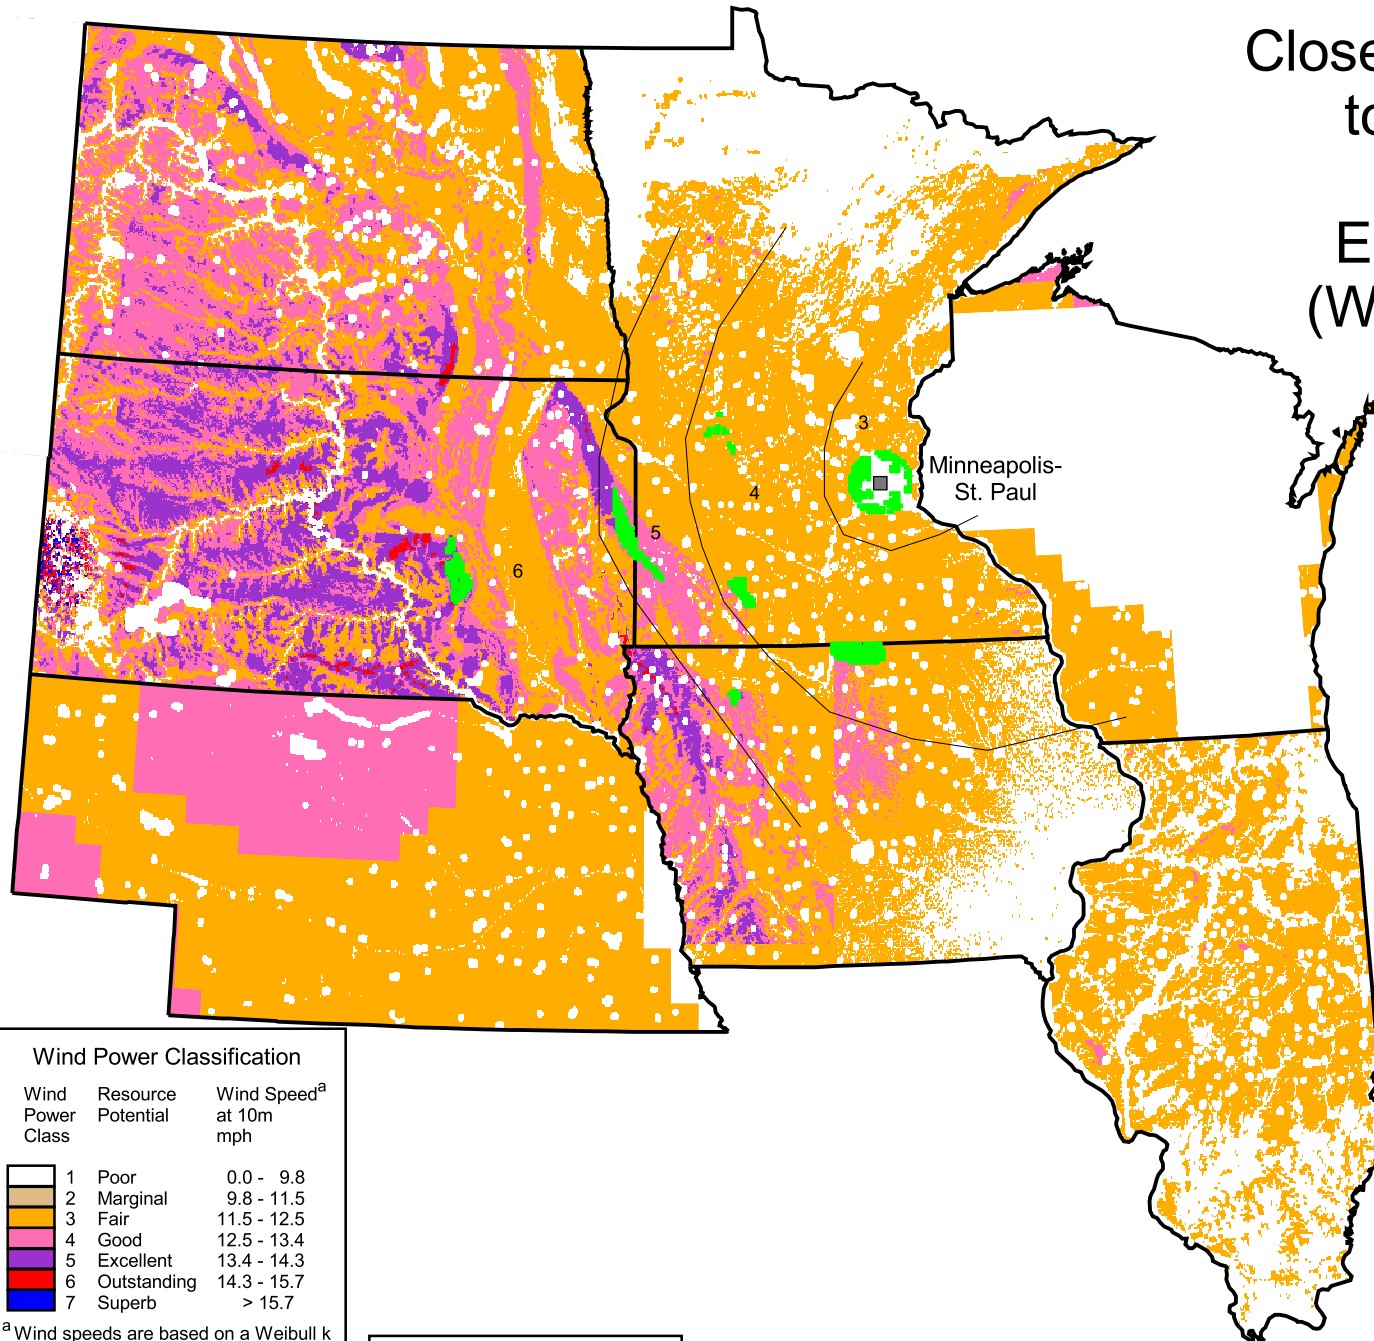 Close
to
E
(W
3
Minneapolis-
St. Paul
4
5
6
Wind Power Classification
Wind Resource Wind Speedᵃ
Power Potential at 10m
Class mph
1 Poor 0.0 - 9.8
2 Marginal 9.8 - 11.5
3 Fair 11.5 - 12.5
4 Good 12.5 - 13.4
5 Excellent 13.4 - 14.3
6 Outstanding 14.3 - 15.7
7 Superb > 15.7
ᵃ Wind speeds are based on a Weibull k